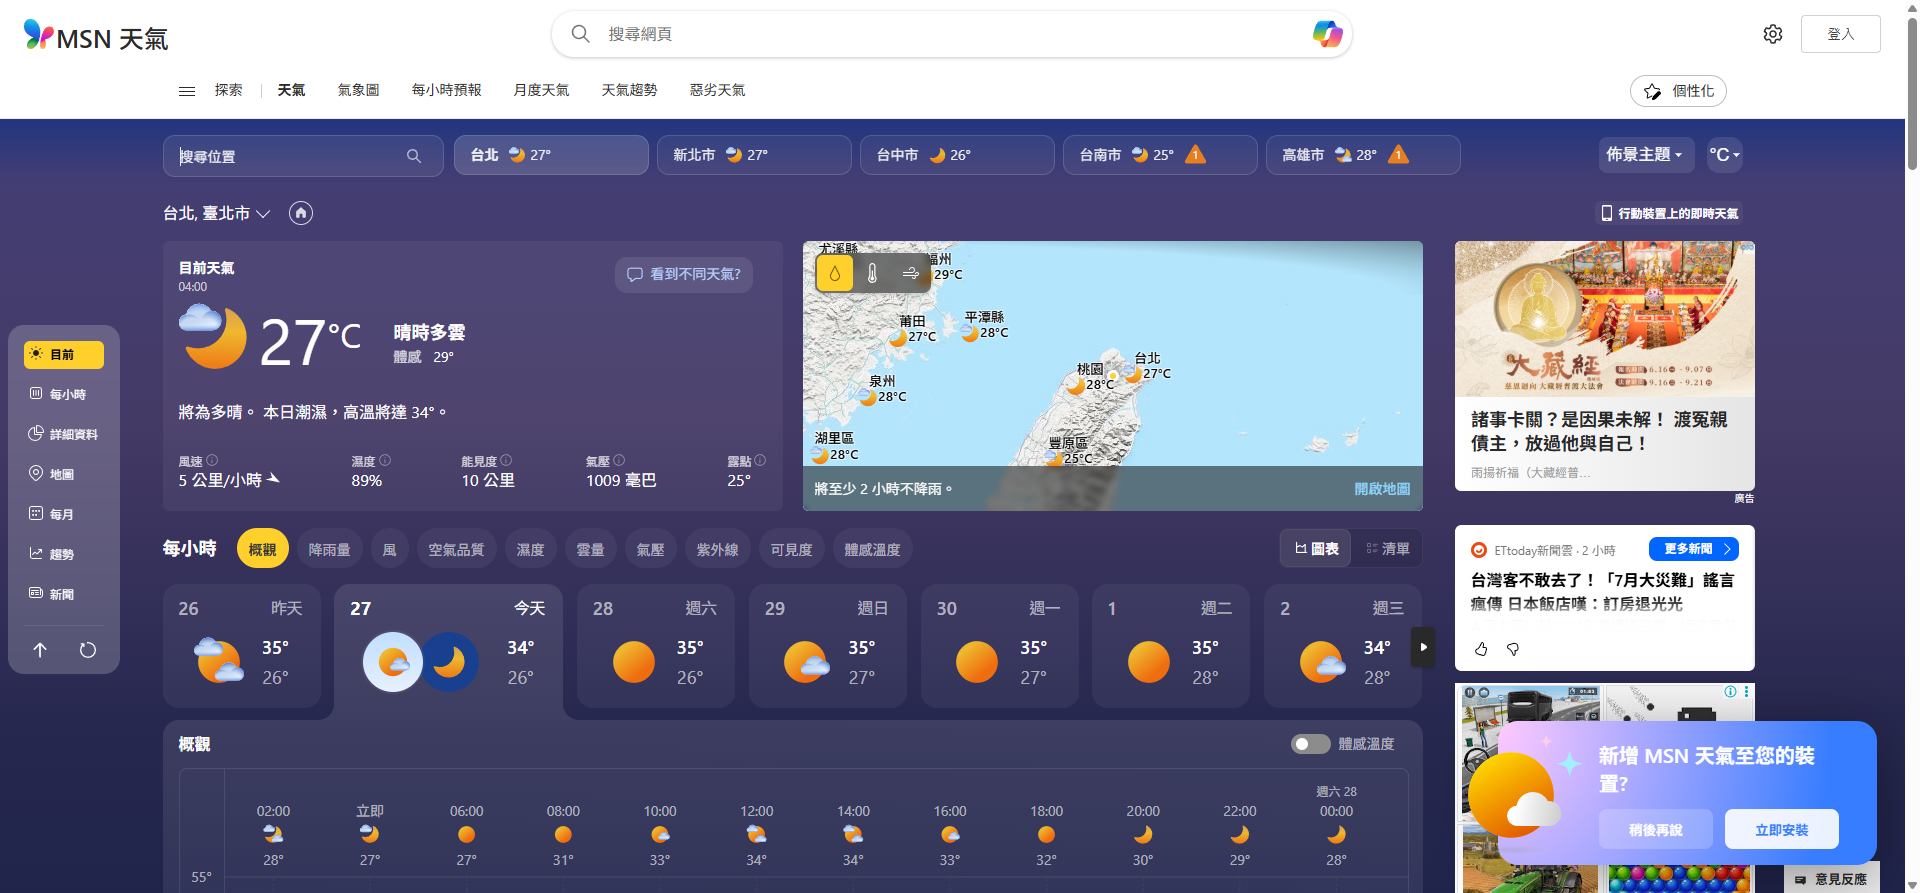 MSN 天氣
搜尋網頁
登入
探索
天氣
氣象圖
每小時預報
月度天氣
天氣趨勢
惡劣天氣
個性化
搜尋位置
台北 27°
新北市 27°
台中市 26°
台南市 25° 1
高雄市 28° 1
佈景主題
°C
台北, 臺北市
行動裝置上的即時天氣
目前天氣
04:00
看到不同天氣?
27°C
晴時多雲
體感 29°
將為多晴。 本日潮濕，高溫將達 34°。
風速
5 公里/小時
濕度
89%
能見度
10 公里
氣壓
1009 毫巴
露點
25°
尤溪縣
福州
29°C
莆田
27°C
平潭縣
28°C
泉州
28°C
桃園
28°C
台北
27°C
湖里區
28°C
豐原區
25°C
將至少 2 小時不降雨。
開啟地圖
大藏經
6.16
9.07
9.16
9.21
諸事卡關？是因果未解！ 渡冤親
債主，放過他與自己！
雨揚祈福（大藏經普...
廣告
目前
每小時
詳細資料
地圖
每月
趨勢
新聞
每小時
概觀
降雨量
風
空氣品質
濕度
雲量
氣壓
紫外線
可見度
體感溫度
圖表
清單
26 昨天
35°
26°
27 今天
34°
26°
28 週六
35°
26°
29 週日
35°
27°
30 週一
35°
27°
1 週二
35°
28°
2 週三
34°
28°
ETtoday新聞雲 · 2 小時
更多新聞
台灣客不敢去了！「7月大災難」謠言
瘋傳 日本飯店嘆：訂房退光光
概觀
體感溫度
週六 28
02:00 立即 06:00 08:00 10:00 12:00 14:00 16:00 18:00 20:00 22:00 00:00
28° 27° 27° 31° 33° 34° 34° 33° 32° 30° 29° 28°
55°
新增 MSN 天氣至您的裝
置?
稍後再說
立即安裝
意見反應